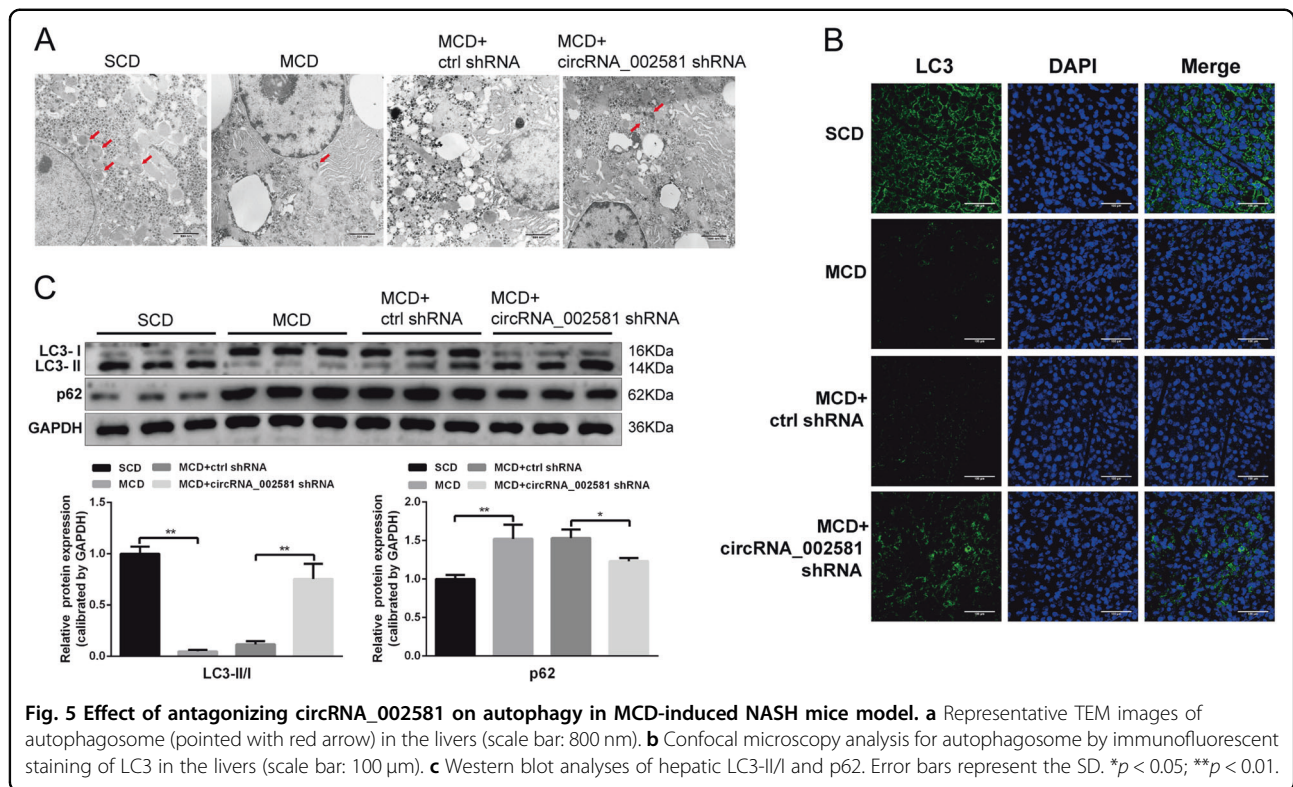 A
SCD
MCD
MCD+
ctrl shRNA
MCD+
circRNA_002581 shRNA
B
LC3
DAPI
Merge
SCD
MCD
MCD+
ctrl shRNA
MCD+
circRNA_002581
shRNA
C
SCD
MCD
MCD+
ctrl shRNA
MCD+
circRNA_002581 shRNA
LC3- I
16KDa
LC3- II
14KDa
p62
62KDa
GAPDH
36KDa
SCD
MCD+ctrl shRNA
MCD
MCD+circRNA_002581 shRNA
Relative protein expression
(calibrated by GAPDH)
1.5
1.0
0.5
0.0
**
**
LC3-II/I
SCD
MCD+ctrl shRNA
MCD
MCD+circRNA_002581 shRNA
Relative protein expression
(calibrated by GAPDH)
2.0
1.5
1.0
0.5
0.0
**
*
p62
Fig. 5 Effect of antagonizing circRNA_002581 on autophagy in MCD-induced NASH mice model. a Representative TEM images of
autophagosome (pointed with red arrow) in the livers (scale bar: 800 nm). b Confocal microscopy analysis for autophagosome by immunofluorescent
staining of LC3 in the livers (scale bar: 100 μm). c Western blot analyses of hepatic LC3-II/I and p62. Error bars represent the SD. *p < 0.05; **p < 0.01.